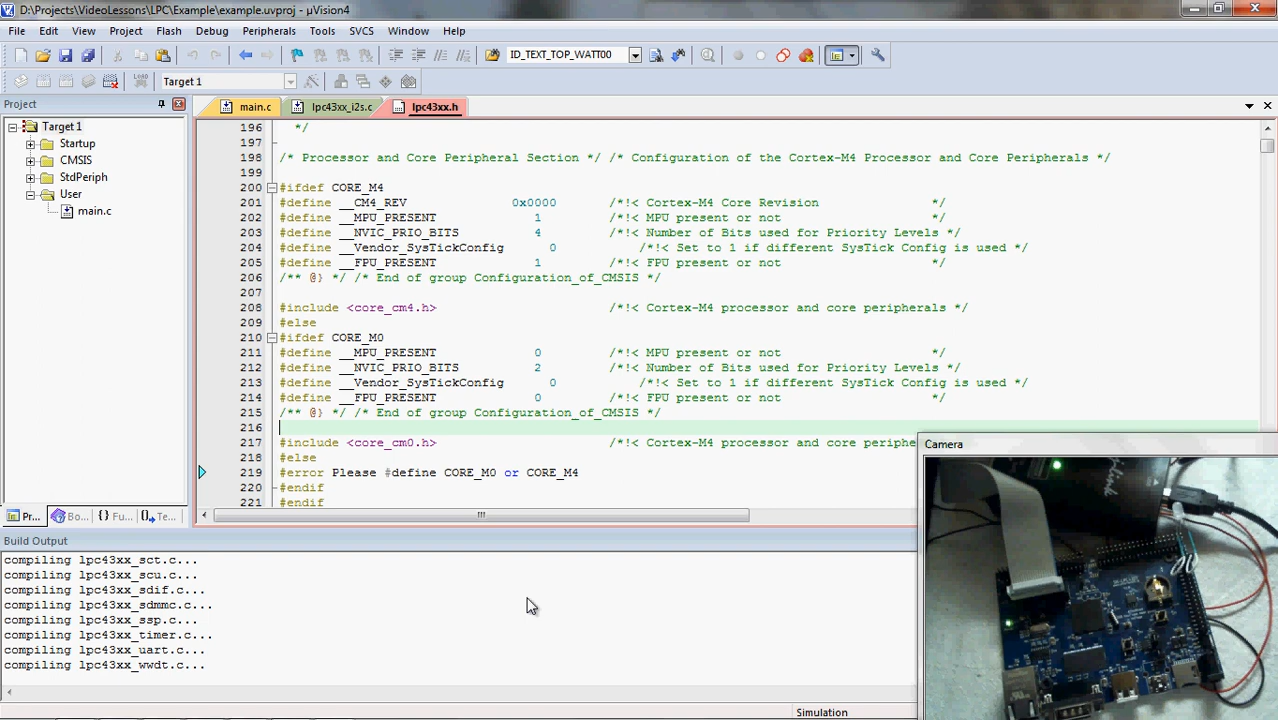 D:\Projects\VideoLessons\LPC\Example\example.uvproj - µVision4
File Edit View Project Flash Debug Peripherals Tools SVCS Window Help
ID_TEXT_TOP_WATT00
LOAD
Target 1
Project
main.c lpc43xx_i2s.c lpc43xx.h
Target 1
Startup
CMSIS
StdPeriph
User
main.c
196 */
197
198 /* Processor and Core Peripheral Section */ /* Configuration of the Cortex-M4 Processor and Core Peripherals */
199
200 #ifdef CORE_M4
201 #define __CM4_REV 0x0000 /*!< Cortex-M4 Core Revision */
202 #define __MPU_PRESENT 1 /*!< MPU present or not */
203 #define __NVIC_PRIO_BITS 4 /*!< Number of Bits used for Priority Levels */
204 #define __Vendor_SysTickConfig 0 /*!< Set to 1 if different SysTick Config is used */
205 #define __FPU_PRESENT 1 /*!< FPU present or not */
206 /** @} */ /* End of group Configuration_of_CMSIS */
207
208 #include <core_cm4.h> /*!< Cortex-M4 processor and core peripherals */
209 #else
210 #ifdef CORE_M0
211 #define __MPU_PRESENT 0 /*!< MPU present or not */
212 #define __NVIC_PRIO_BITS 2 /*!< Number of Bits used for Priority Levels */
213 #define __Vendor_SysTickConfig 0 /*!< Set to 1 if different SysTick Config is used */
214 #define __FPU_PRESENT 0 /*!< FPU present or not */
215 /** @} */ /* End of group Configuration_of_CMSIS */
216
217 #include <core_cm0.h> /*!< Cortex-M4 processor and core periphe
218 #else
219 #error Please #define CORE_M0 or CORE_M4
220 #endif
221 #endif
Pr... Bo... {} Fu... Te...
Camera
Build Output
compiling lpc43xx_sct.c...
compiling lpc43xx_scu.c...
compiling lpc43xx_sdif.c...
compiling lpc43xx_sdmmc.c...
compiling lpc43xx_ssp.c...
compiling lpc43xx_timer.c...
compiling lpc43xx_uart.c...
compiling lpc43xx_wwdt.c...
Simulation